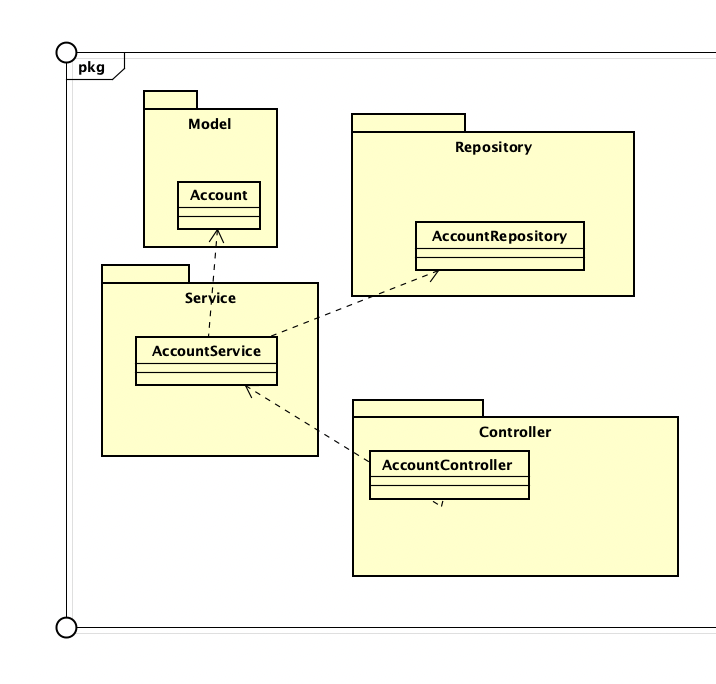 pkg
Model
Account
Repository
AccountRepository
Service
AccountService
Controller
AccountController